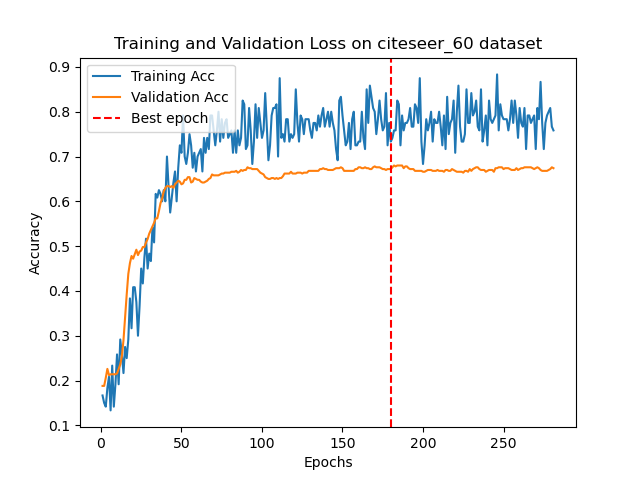 Training and Validation Loss on citeseer_60 dataset
Training Acc
Validation Acc
Best epoch
0.9
0.8
0.7
0.6
0.5
0.4
0.3
0.2
0.1
Accuracy
0 50 100 150 200 250
Epochs